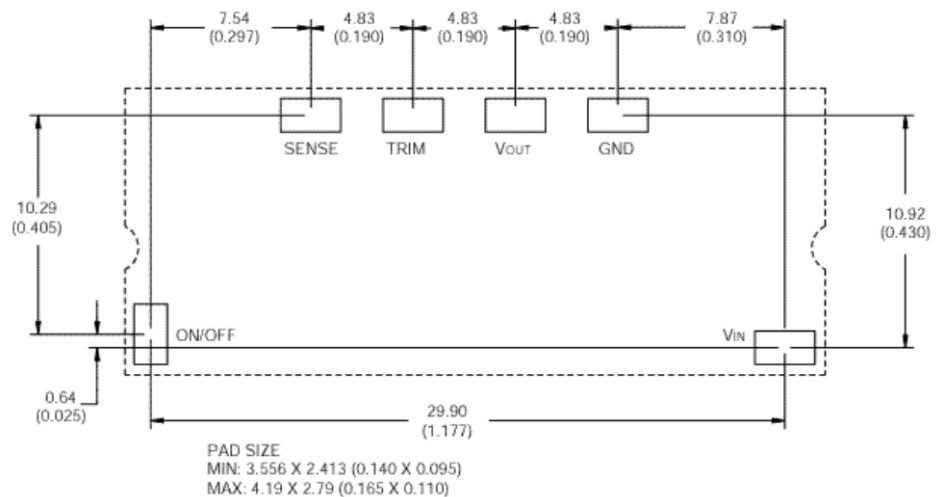 7.54 4.83 4.83 4.83 7.87
(0.297) (0.190) (0.190) (0.190) (0.310)
SENSE TRIM VOUT GND
10.29
(0.405)
10.92
(0.430)
ON/OFF VIN
0.64
(0.025)
29.90
(1.177)
PAD SIZE
MIN: 3.556 X 2.413 (0.140 X 0.095)
MAX: 4.19 X 2.79 (0.165 X 0.110)